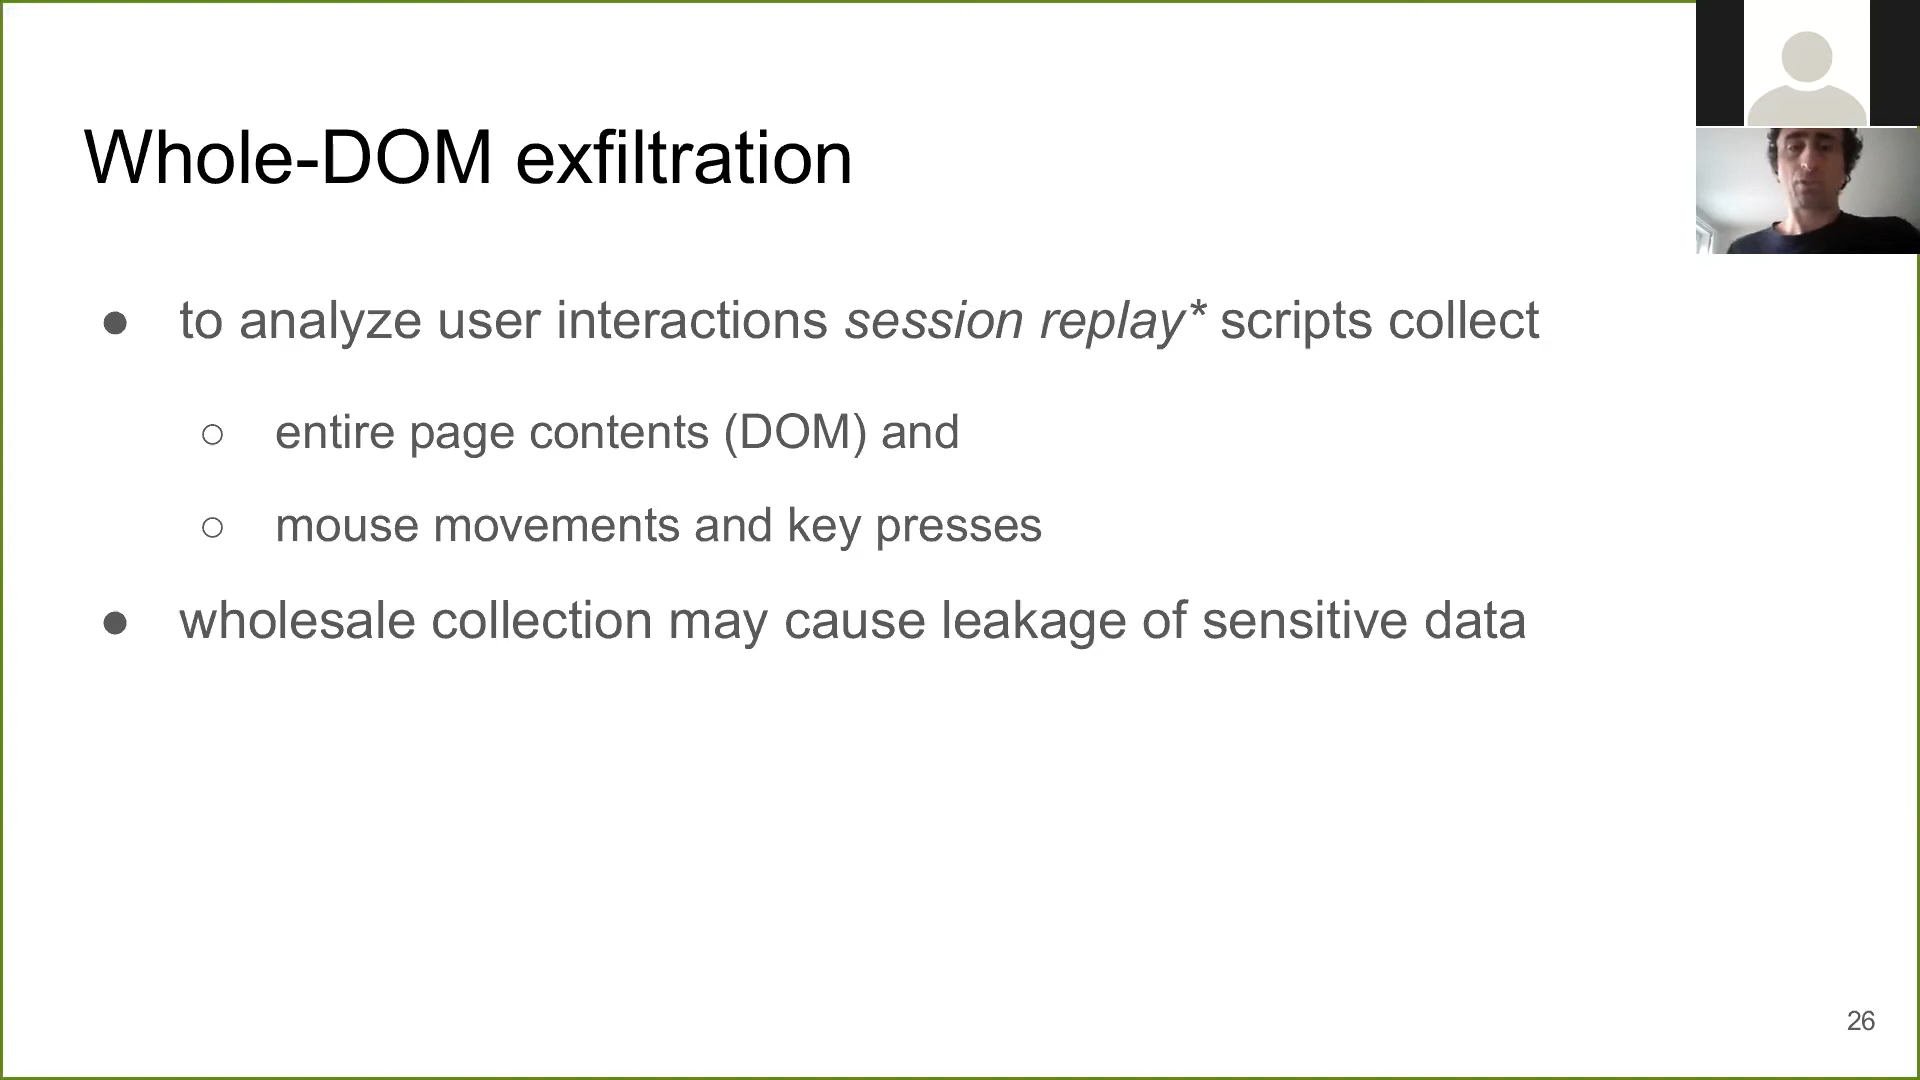 Whole-DOM exfiltration
● to analyze user interactions session replay* scripts collect
○ entire page contents (DOM) and
○ mouse movements and key presses
● wholesale collection may cause leakage of sensitive data
26